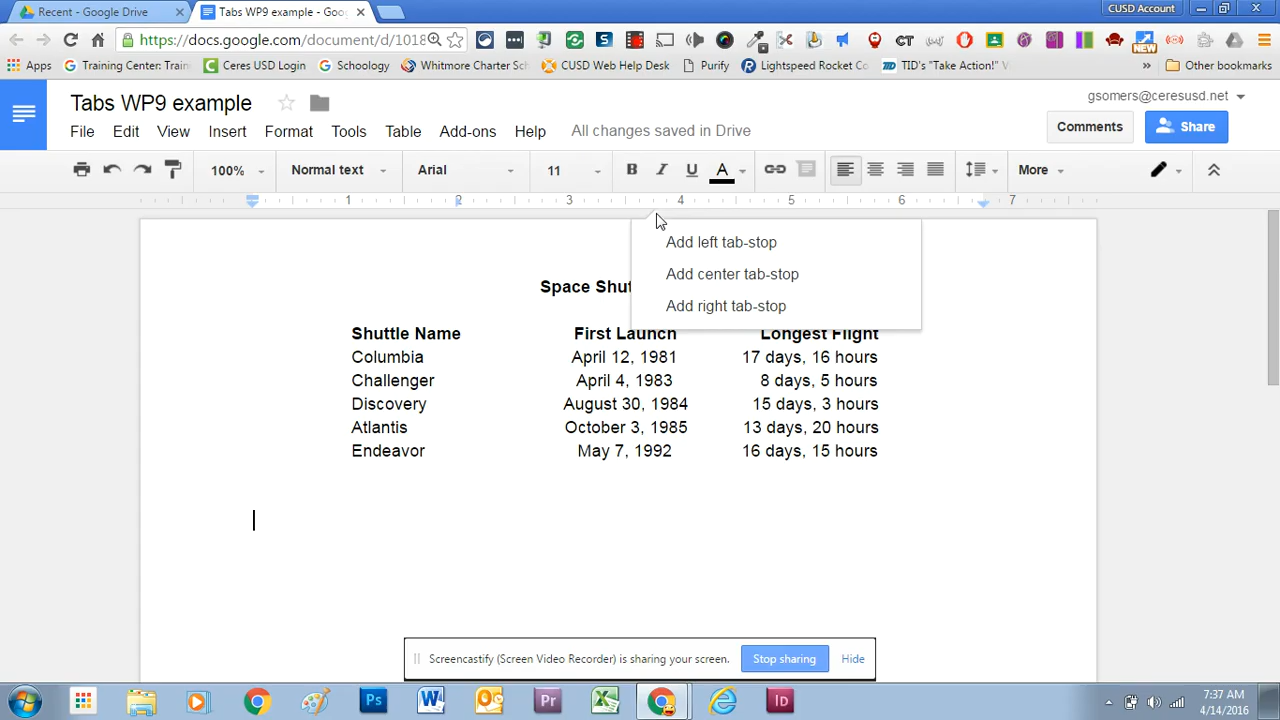 Recent - Google Drive
Tabs WP9 example - Goo
CUSD Account
https://docs.google.com/document/d/1018
CT
NEW
Apps
Training Center: Train
Ceres USD Login
Schoology
Whitmore Charter Sch
CUSD Web Help Desk
Purify
Lightspeed Rocket Co
TID's "Take Action!"
»
Other bookmarks
Tabs WP9 example
gsomers@ceresusd.net
File Edit View Insert Format Tools Table Add-ons Help All changes saved in Drive
Comments
Share
100% Normal text Arial 11 B I U A More
1 2 3 4 5 6 7
Add left tab-stop
Add center tab-stop
Add right tab-stop
Space Shut
Shuttle Name First Launch Longest Flight
Columbia April 12, 1981 17 days, 16 hours
Challenger April 4, 1983 8 days, 5 hours
Discovery August 30, 1984 15 days, 3 hours
Atlantis October 3, 1985 13 days, 20 hours
Endeavor May 7, 1992 16 days, 15 hours
Screencastify (Screen Video Recorder) is sharing your screen. Stop sharing Hide
Ps W O Pr X Id
7:37 AM
4/14/2016